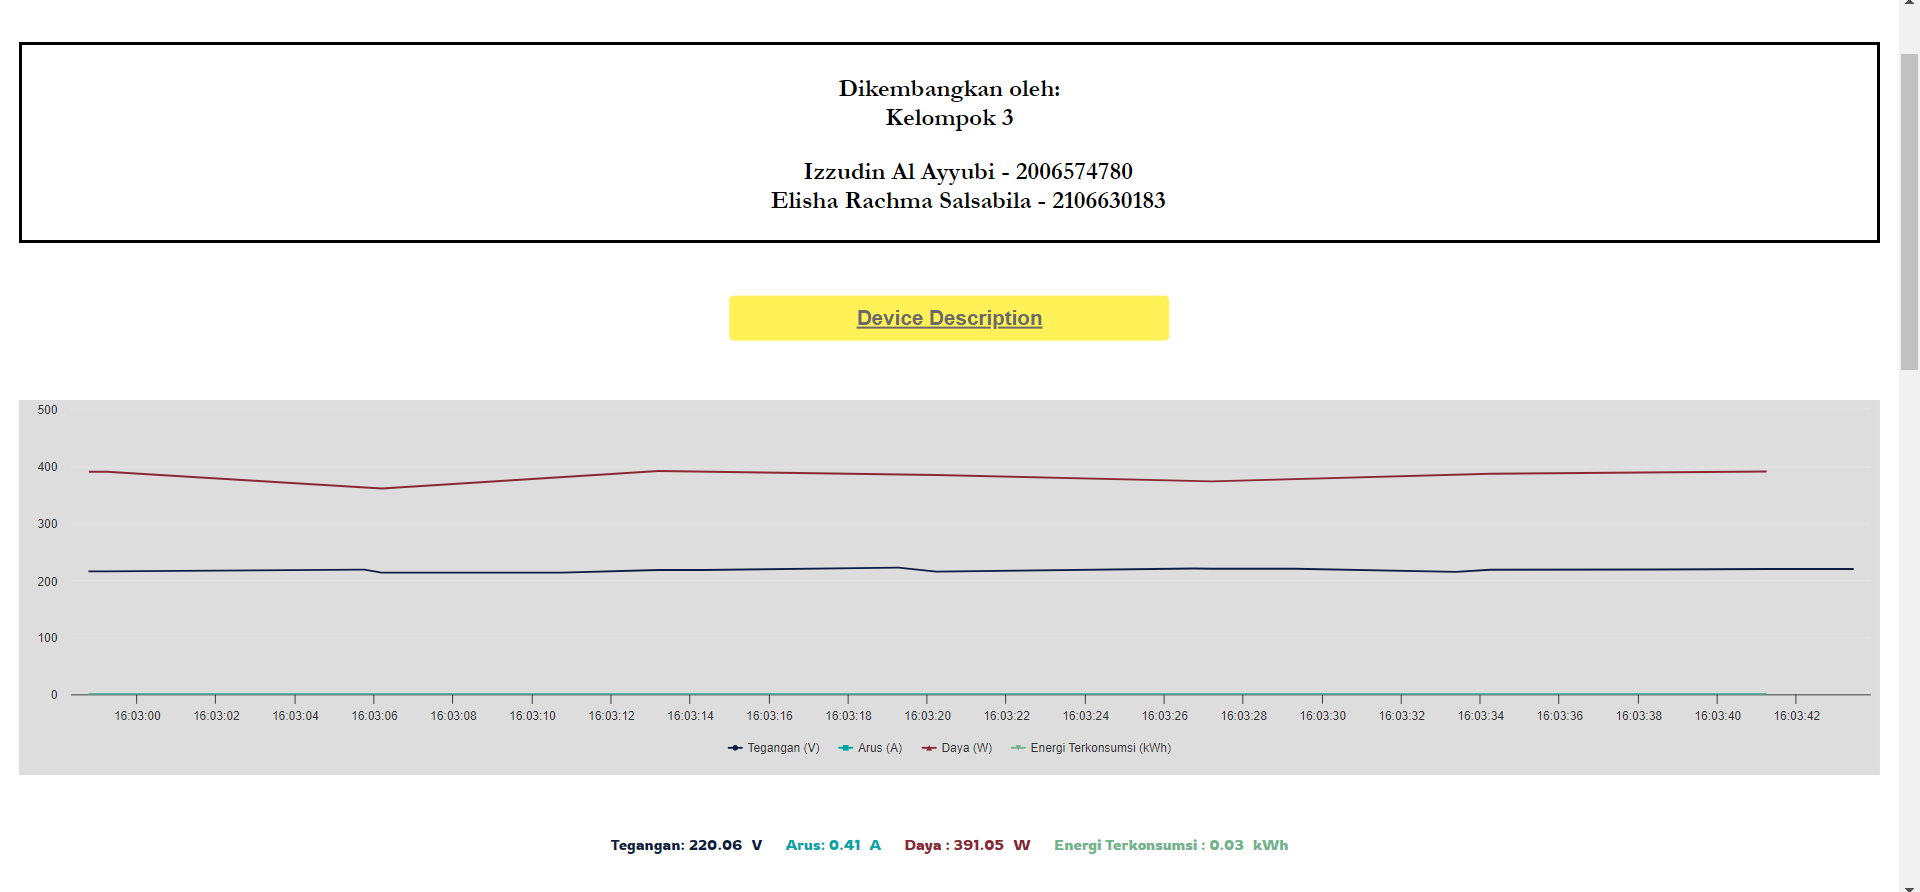 Dikembangkan oleh:
Kelompok 3
Izzudin Al Ayyubi - 2006574780
Elisha Rachma Salsabila - 2106630183
Device Description
500
400
300
200
100
0
16:03:00 16:03:02 16:03:04 16:03:06 16:03:08 16:03:10 16:03:12 16:03:14 16:03:16 16:03:18 16:03:20 16:03:22 16:03:24 16:03:26 16:03:28 16:03:30 16:03:32 16:03:34 16:03:36 16:03:38 16:03:40 16:03:42
Tegangan (V) Arus (A) Daya (W) Energi Terkonsumsi (kWh)
Tegangan: 220.06 V Arus: 0.41 A Daya : 391.05 W Energi Terkonsumsi : 0.03 kWh